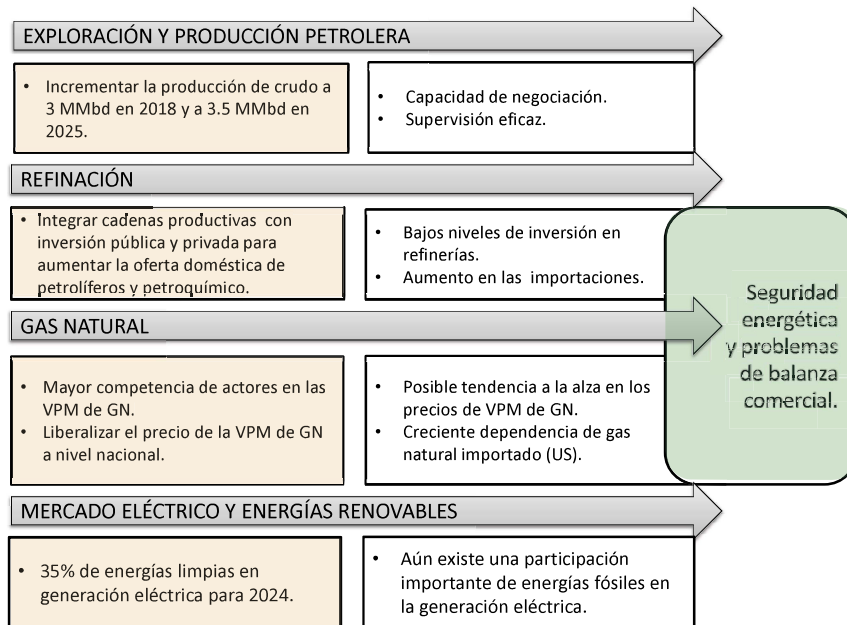 EXPLORACIÓN Y PRODUCCIÓN PETROLERA
• Incrementar la producción de crudo a
3 MMbd en 2018 y a 3.5 MMbd en
2025.
• Capacidad de negociación.
• Supervisión eficaz.
REFINACIÓN
• Integrar cadenas productivas con
inversión pública y privada para
aumentar la oferta doméstica de
petrolíferos y petroquímico.
• Bajos niveles de inversión en
refinerías.
• Aumento en las importaciones.
GAS NATURAL
• Mayor competencia de actores en las
VPM de GN.
• Liberalizar el precio de la VPM de GN
a nivel nacional.
• Posible tendencia a la alza en los
precios de VPM de GN.
• Creciente dependencia de gas
natural importado (US).
Seguridad
energética
y problemas
de balanza
comercial.
MERCADO ELÉCTRICO Y ENERGÍAS RENOVABLES
• 35% de energías limpias en
generación eléctrica para 2024.
• Aún existe una participación
importante de energías fósiles en
la generación eléctrica.